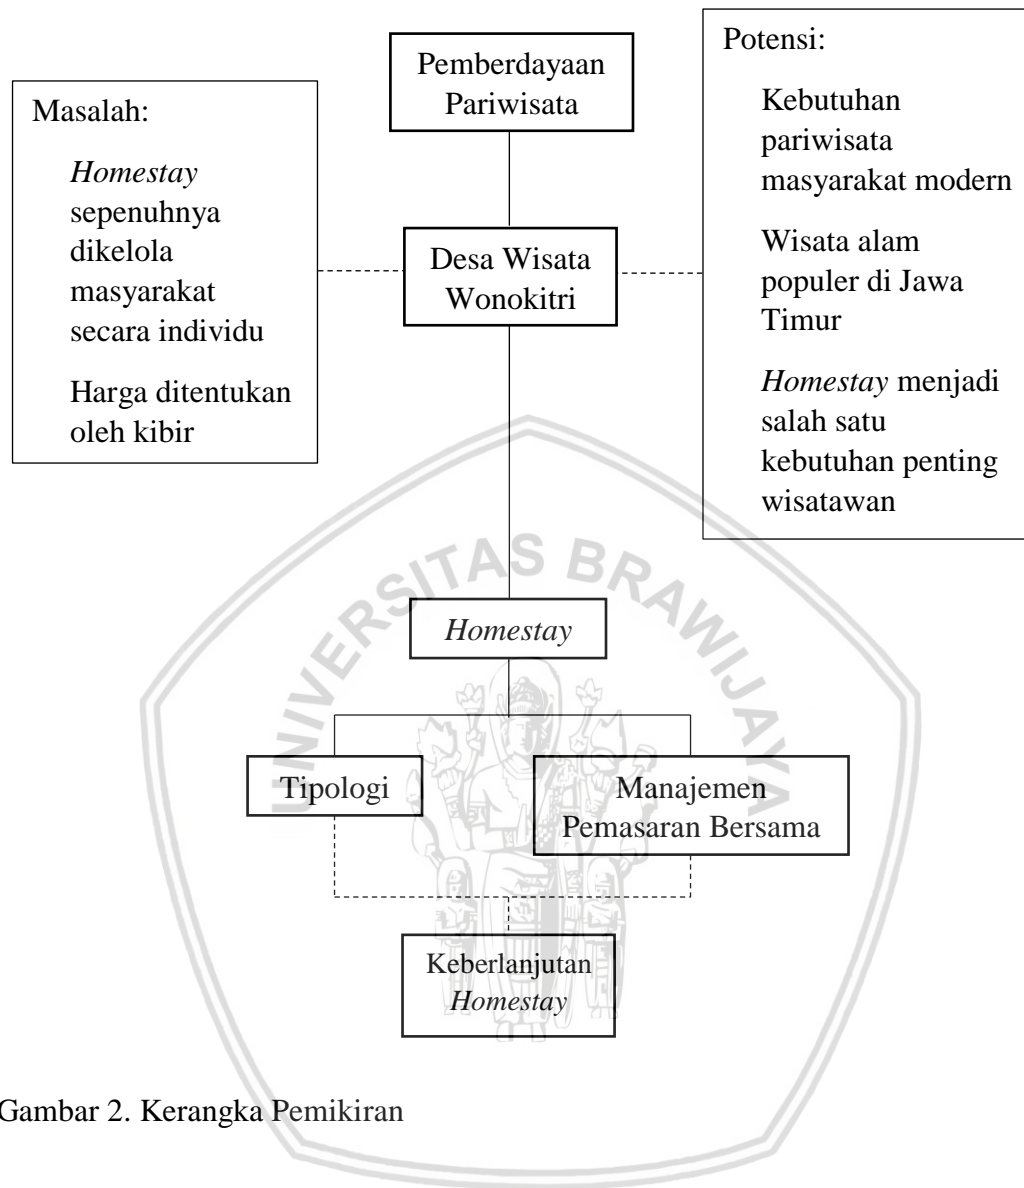 Pemberdayaan
Pariwisata
Masalah:
Homestay
sepenuhnya
dikelola
masyarakat
secara individu
Harga ditentukan
oleh kibir
Potensi:
Kebutuhan
pariwisata
masyarakat modern
Wisata alam
populer di Jawa
Timur
Homestay menjadi
salah satu
kebutuhan penting
wisatawan
Desa Wisata
Wonokitri
UNIVERSITAS BRAWIJAYA
Homestay
Tipologi
Manajemen
Pemasaran Bersama
Keberlanjutan
Homestay
Gambar 2. Kerangka Pemikiran